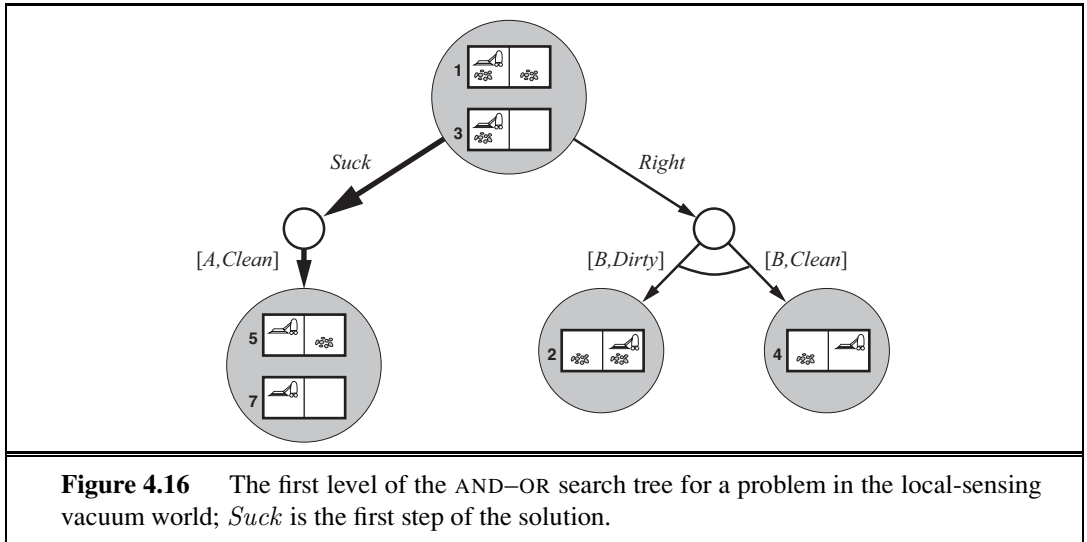 1
3
Suck Right
[A,Clean] [B,Dirty] [B,Clean]
5
2 4
7
Figure 4.16 The first level of the AND–OR search tree for a problem in the local-sensing
vacuum world; Suck is the first step of the solution.